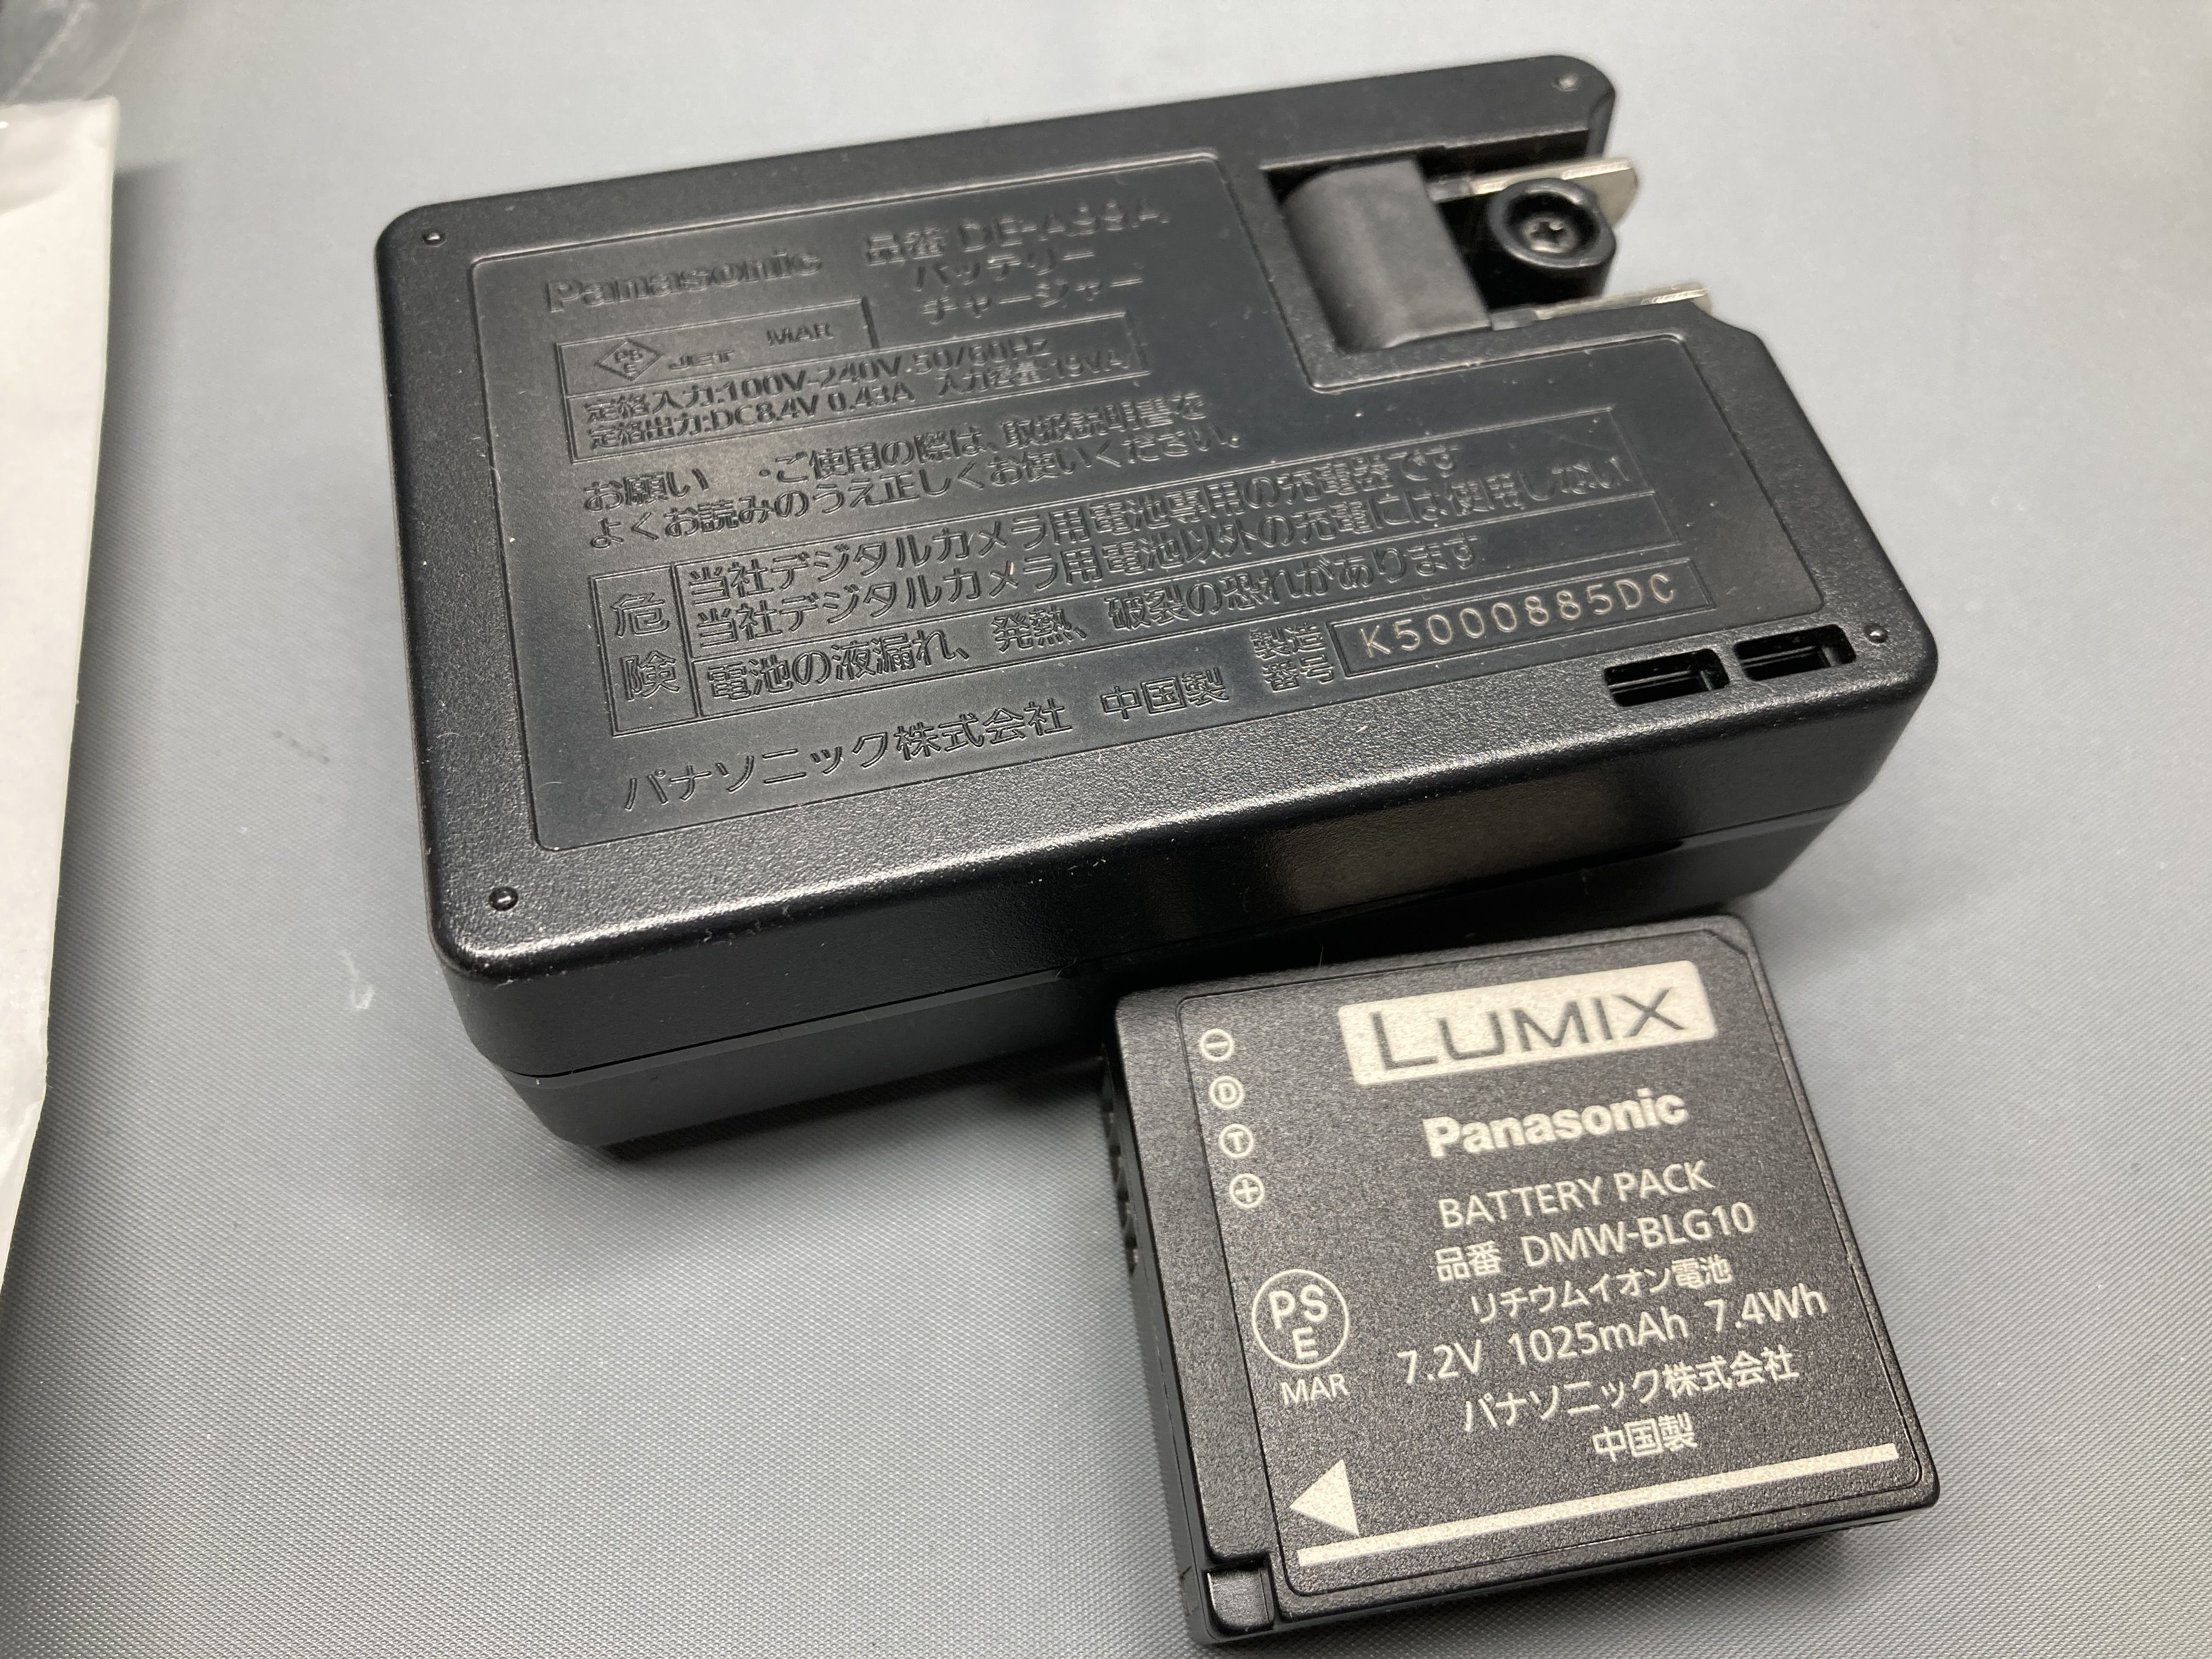 Panasonic
品番 DE-A99A
バッテリー
チャージャー
PS
E
JET MAR
定格入力:100V-240V 50/60Hz
定格出力:DC8.4V 0.43A 入力容量 15VA
お願い ・ご使用の際は、取扱説明書を
よくお読みのうえ正しくお使いください。
危険
当社デジタルカメラ用電池専用の充電器です
当社デジタルカメラ用電池以外の充電には使用しない
電池の液漏れ、発熱、破裂の恐れがあります
パナソニック株式会社 中国製
製造番号
K5000885DC
LUMIX
Panasonic
BATTERY PACK
品番 DMW-BLG10
リチウムイオン電池
7.2V 1025mAh 7.4Wh
パナソニック株式会社
中国製
D
T
PS
E
MAR